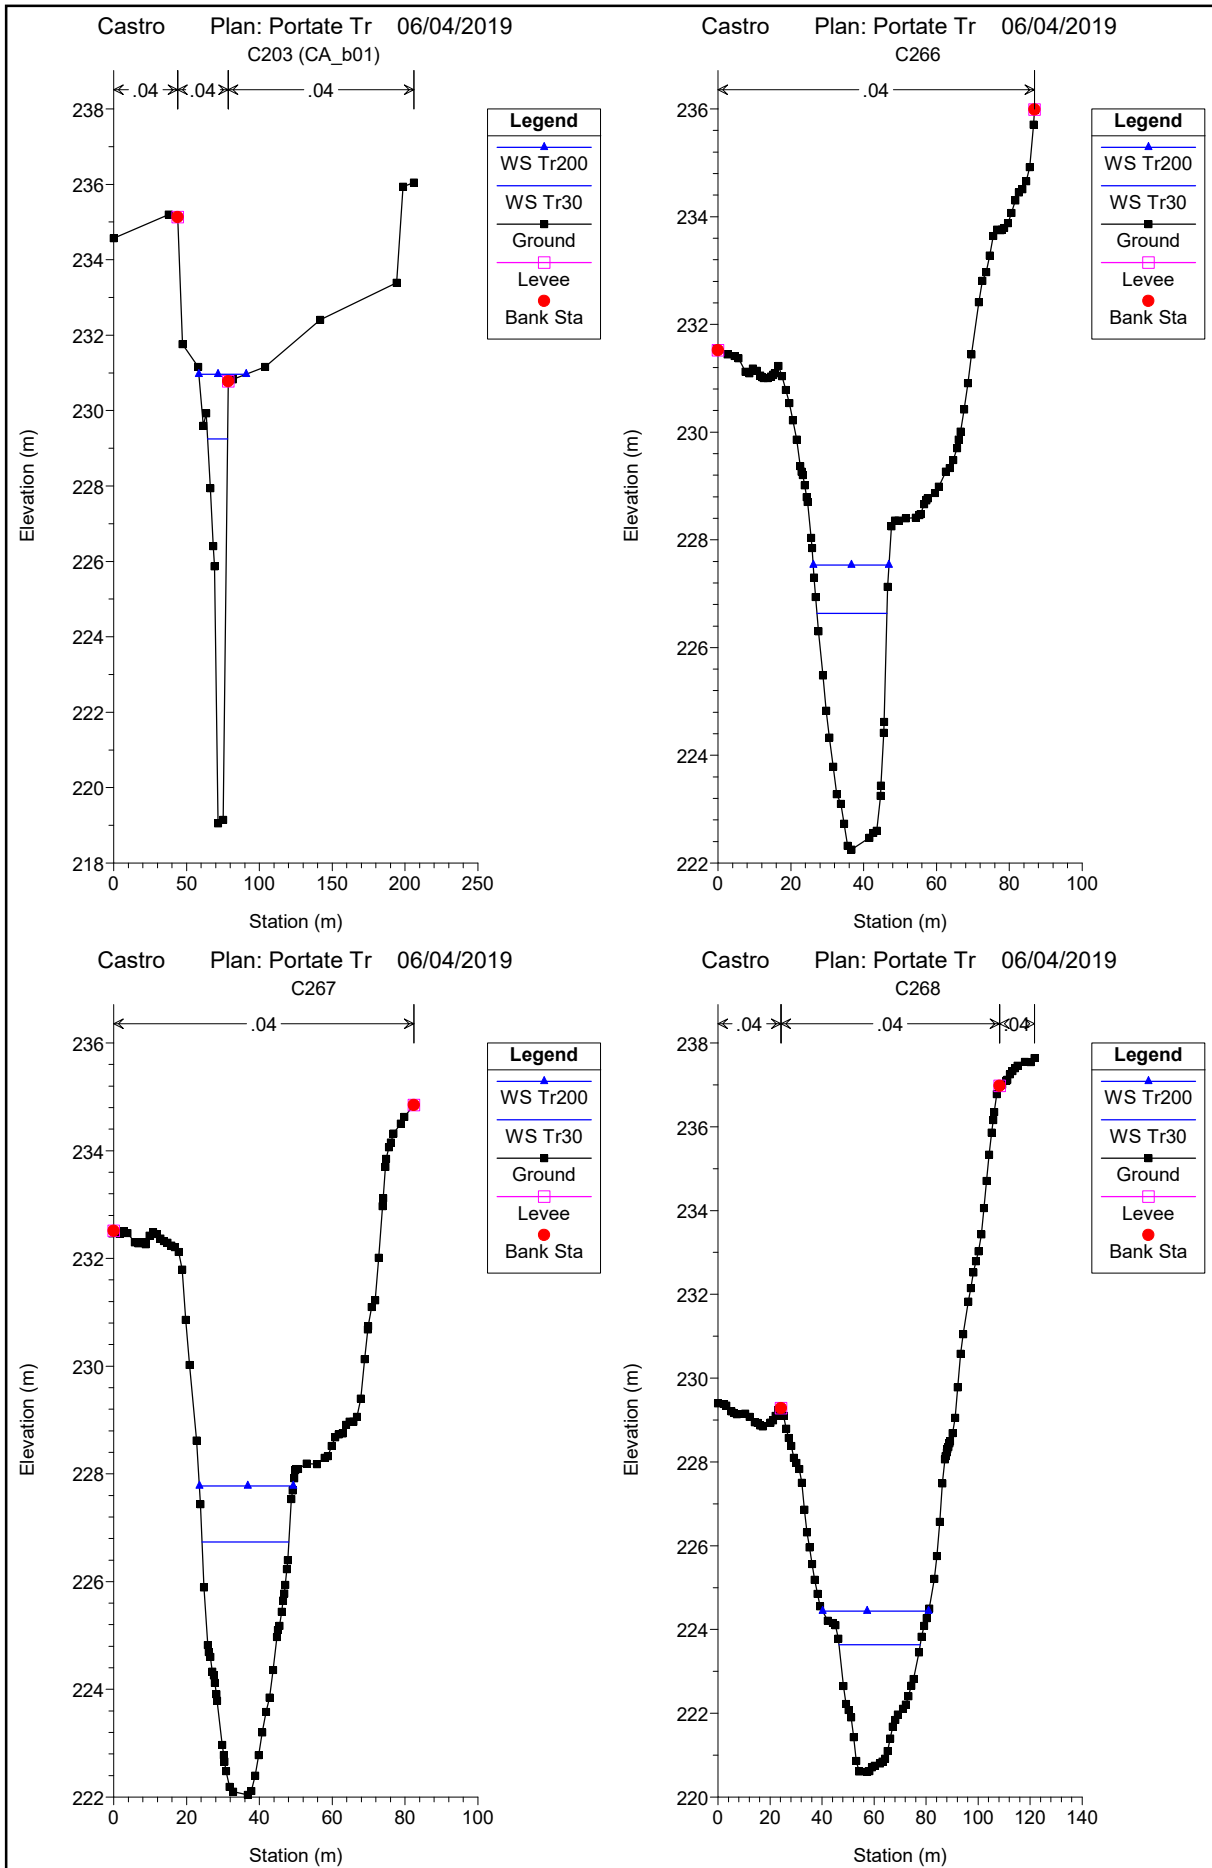 Castro Plan: Portate Tr 06/04/2019
C203 (CA_b01)
.04 .04 .04
238
236
234
232
230
228
226
224
222
220
218
0 50 100 150 200 250
Station (m)
Elevation (m)
Legend
WS Tr200
WS Tr30
Ground
Levee
Bank Sta
Castro Plan: Portate Tr 06/04/2019
C266
.04
236
234
232
230
228
226
224
222
0 20 40 60 80 100
Station (m)
Elevation (m)
Legend
WS Tr200
WS Tr30
Ground
Levee
Bank Sta
Castro Plan: Portate Tr 06/04/2019
C267
.04
236
234
232
230
228
226
224
222
0 20 40 60 80 100
Station (m)
Elevation (m)
Legend
WS Tr200
WS Tr30
Ground
Levee
Bank Sta
Castro Plan: Portate Tr 06/04/2019
C268
.04 .04 .04
238
236
234
232
230
228
226
224
222
220
0 20 40 60 80 100 120 140
Station (m)
Elevation (m)
Legend
WS Tr200
WS Tr30
Ground
Levee
Bank Sta